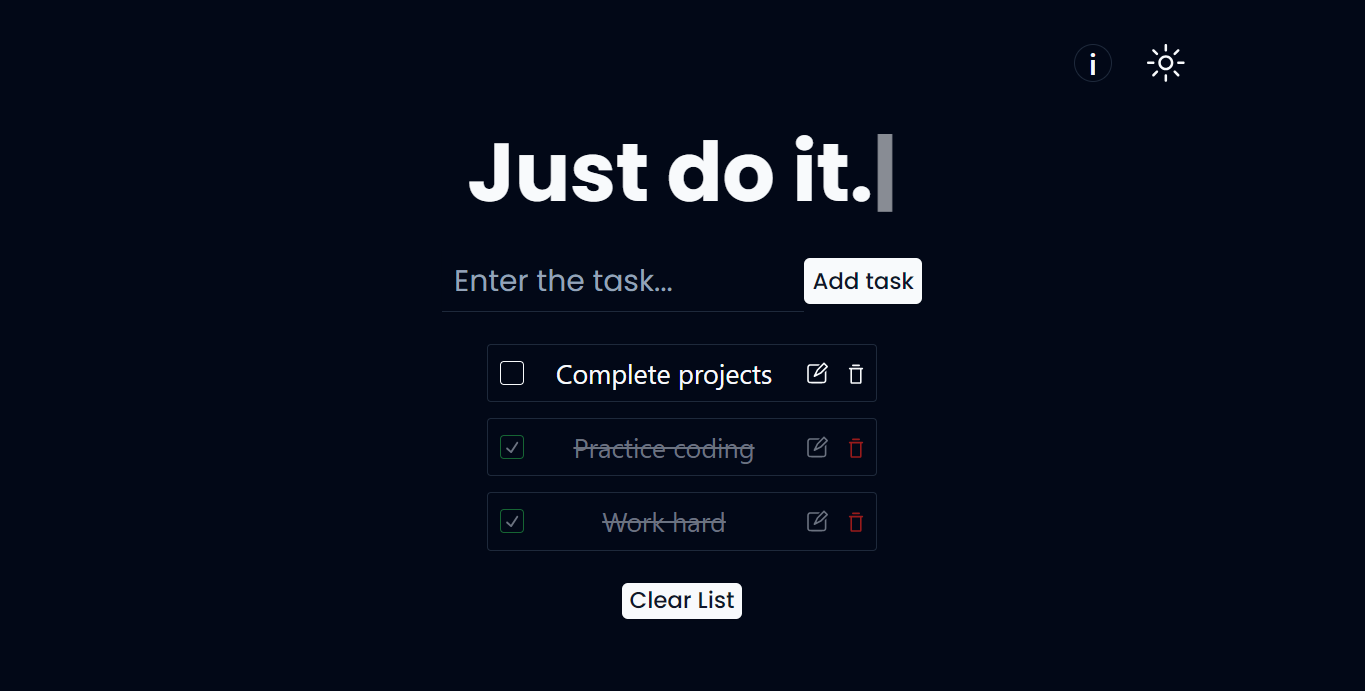 i
Just do it.
Enter the task...
Add task
Complete projects
Practice coding
Work hard
Clear List